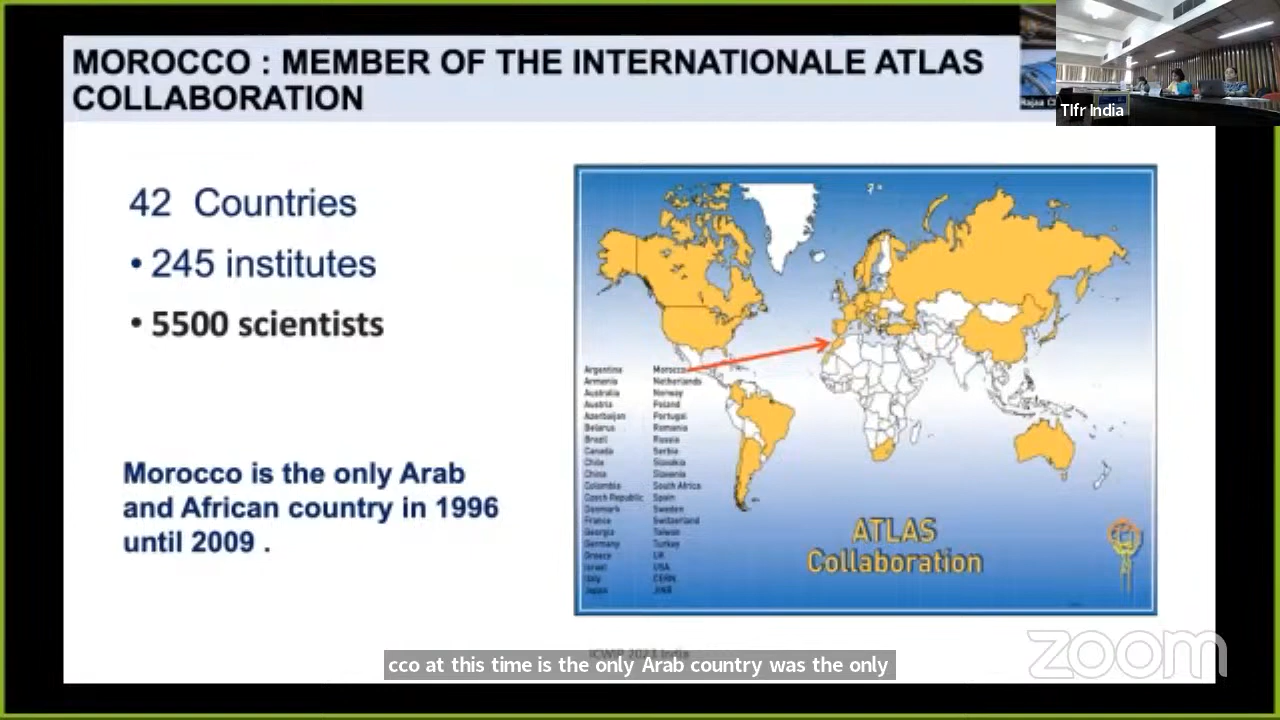 MOROCCO : MEMBER OF THE INTERNATIONALE ATLAS
COLLABORATION
TIfr India
42 Countries
• 245 institutes
• 5500 scientists
Morocco is the only Arab
and African country in 1996
until 2009 .
Argentina
Armenia
Australia
Austria
Azerbaijan
Belarus
Brazil
Canada
Chile
China
Colombia
Czech Republic
Denmark
France
Georgia
Germany
Greece
Israel
Italy
Japan
Morocco
Netherlands
Norway
Poland
Portugal
Romania
Russia
Serbia
Slovakia
Slovenia
South Africa
Spain
Sweden
Switzerland
Taiwan
Turkey
UK
USA
CERN
JINR
ATLAS
Collaboration
cco at this time is the only Arab country was the only
zoom